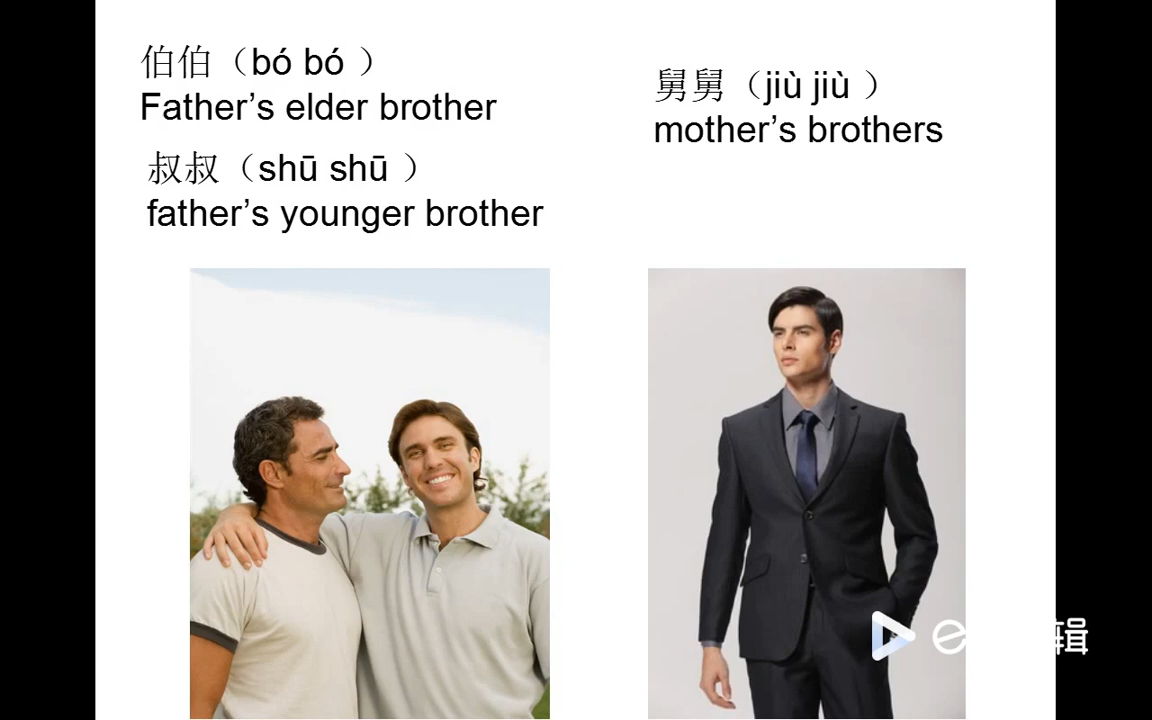 伯伯（bó bó ）
Father’s elder brother
叔叔（shū shū ）
father’s younger brother
舅舅（jiù jiù ）
mother’s brothers
e
辑